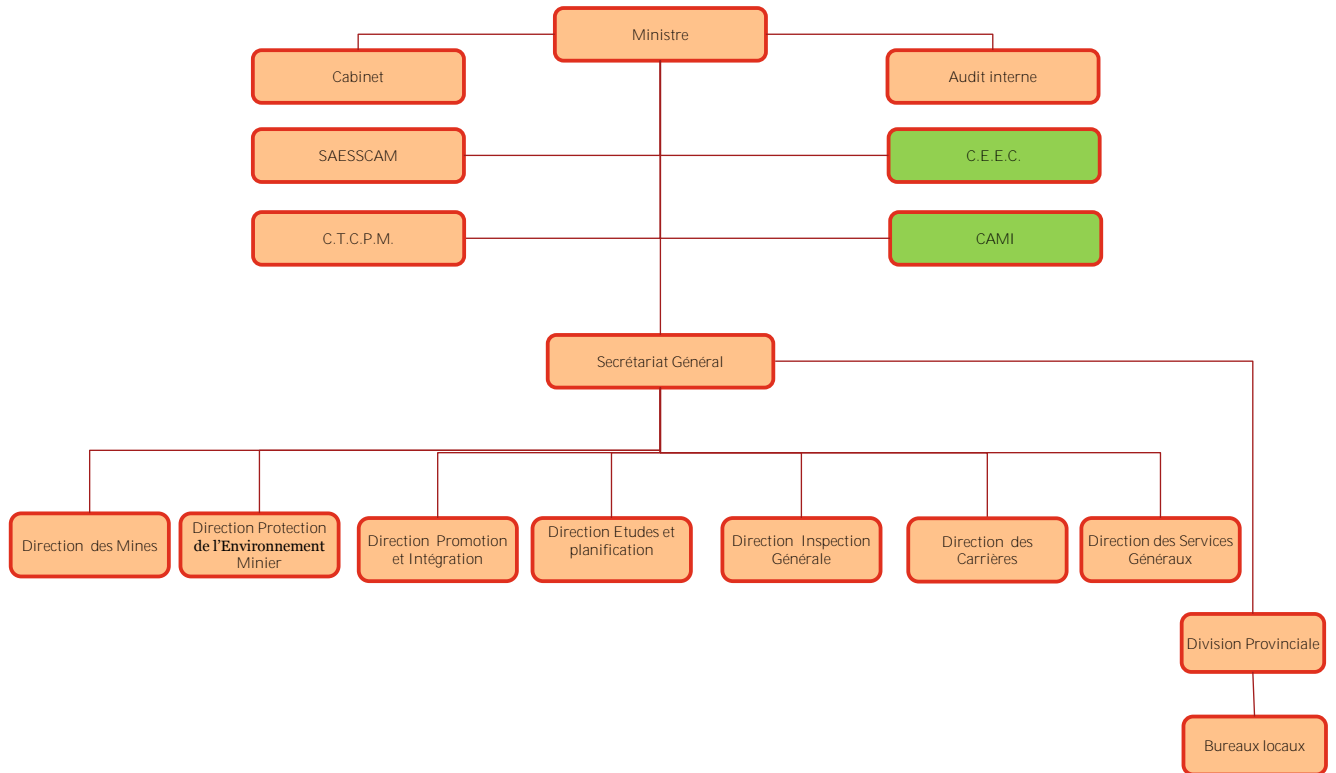 Ministre
Cabinet
Audit interne
SAESSCAM
C.E.E.C.
C.T.C.P.M.
CAMI
Secrétariat Général
Direction des Mines
Direction Protection
de l'Environnement
Minier
Direction Promotion
et Intégration
Direction Etudes et
planification
Direction Inspection
Générale
Direction des
Carrières
Direction des Services
Généraux
Division Provinciale
Bureaux locaux